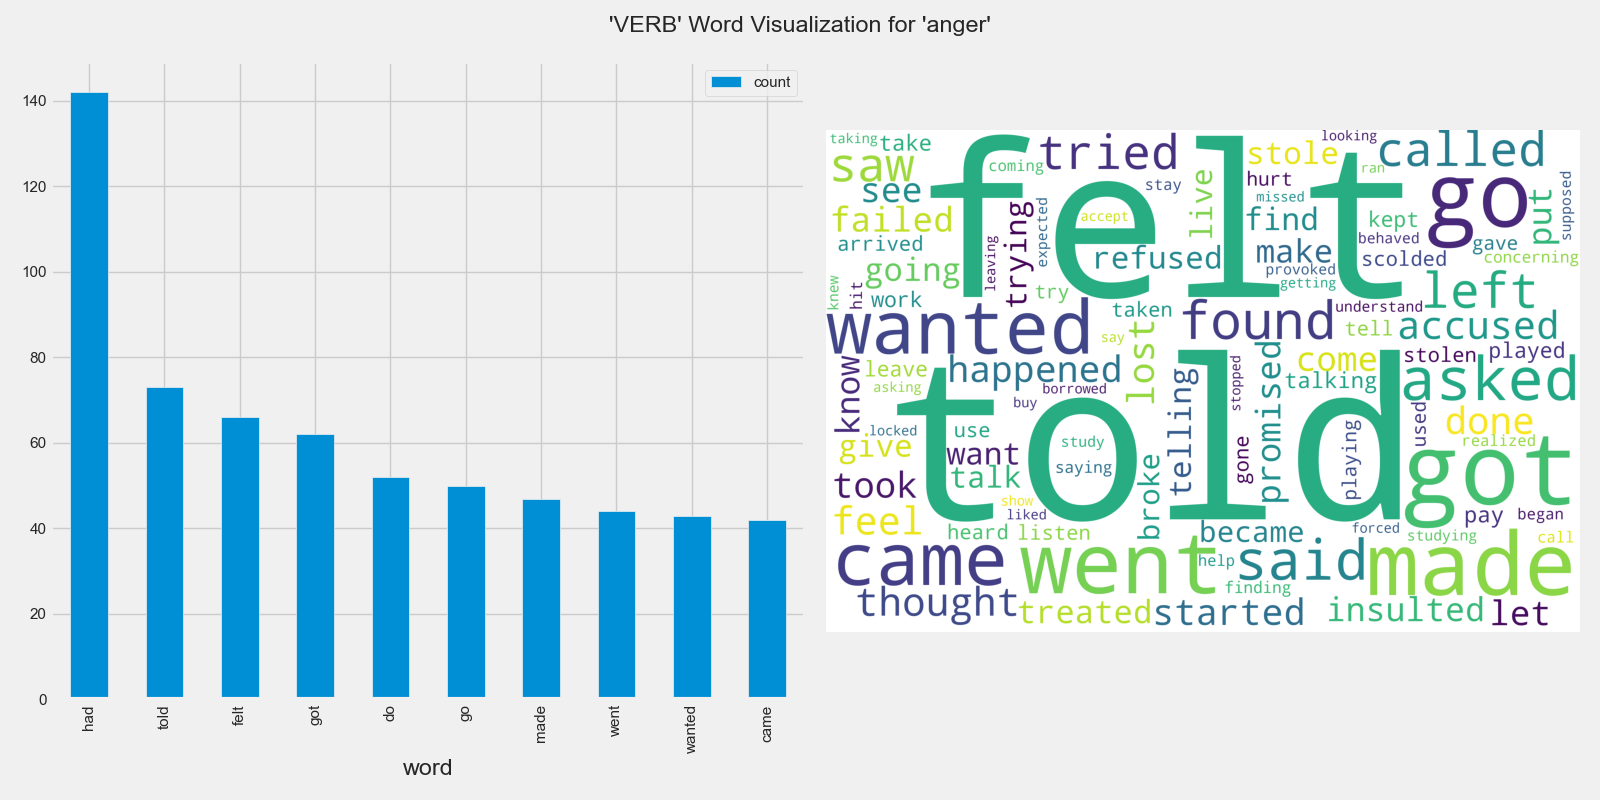 'VERB' Word Visualization for 'anger'
count
140
120
100
80
60
40
20
0
had
told
felt
got
do
go
made
went
wanted
came
word
taking
take
saw
see
failed
arrived
going
knew
hit
work
felt
coming
tried
looking
stole
called
stay
hurt
ran
missed
go
put
supposed
live
find
kept
accept
expected
trying
leaving
refused
make
behaved
scolded
gave
concerning
provoked
getting
try
left
wanted
taken
found
understand
tell
accused
say
lost
happened
come
stolen
played
know
leave
asking
borrowed
buy
talking
asked
told
stopped
promised
telling
locked
give
use
want
talk
study
saying
used
done
realized
playing
got
gone
took
feel
show
liked
broke
pay
began
heard
listen
became
forced
studying
call
came
went
help
said
made
finding
thought
treated
started
insulted
let